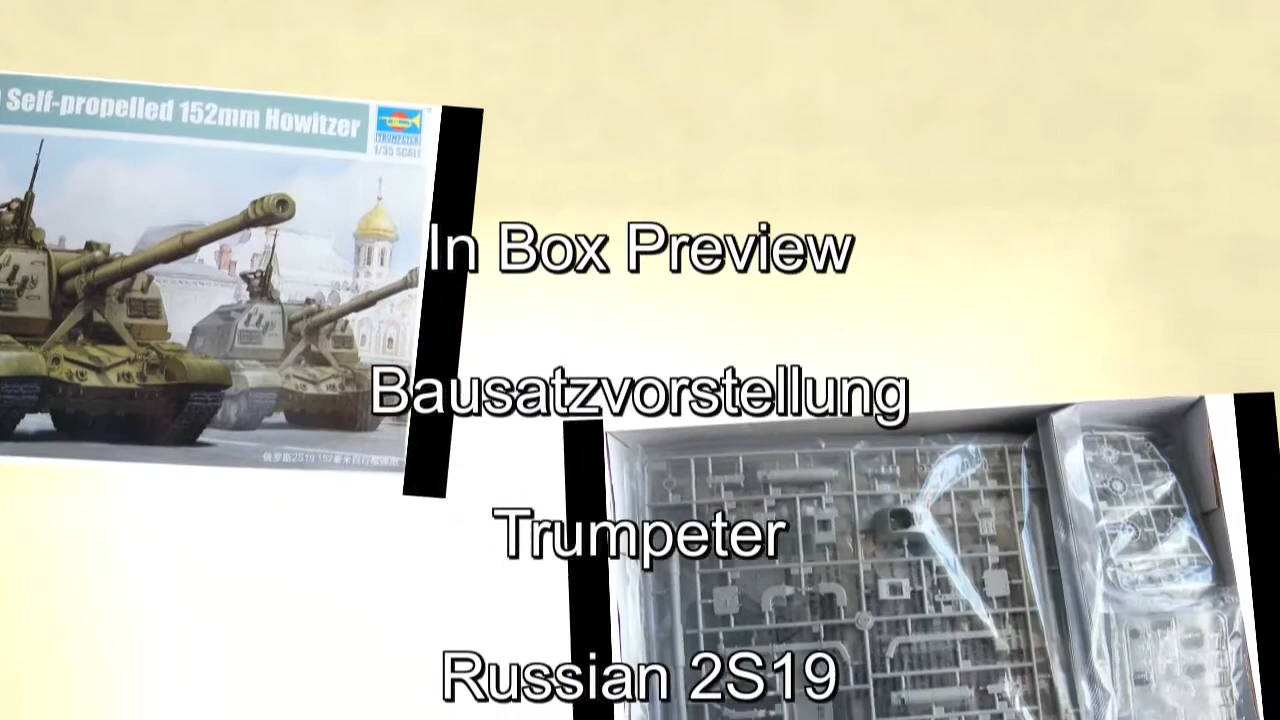 Self-propelled 152mm Howitzer
TRUMPETER
1/35 SCALE
In Box Preview
Bausatzvorstellung
Trumpeter
Russian 2S19